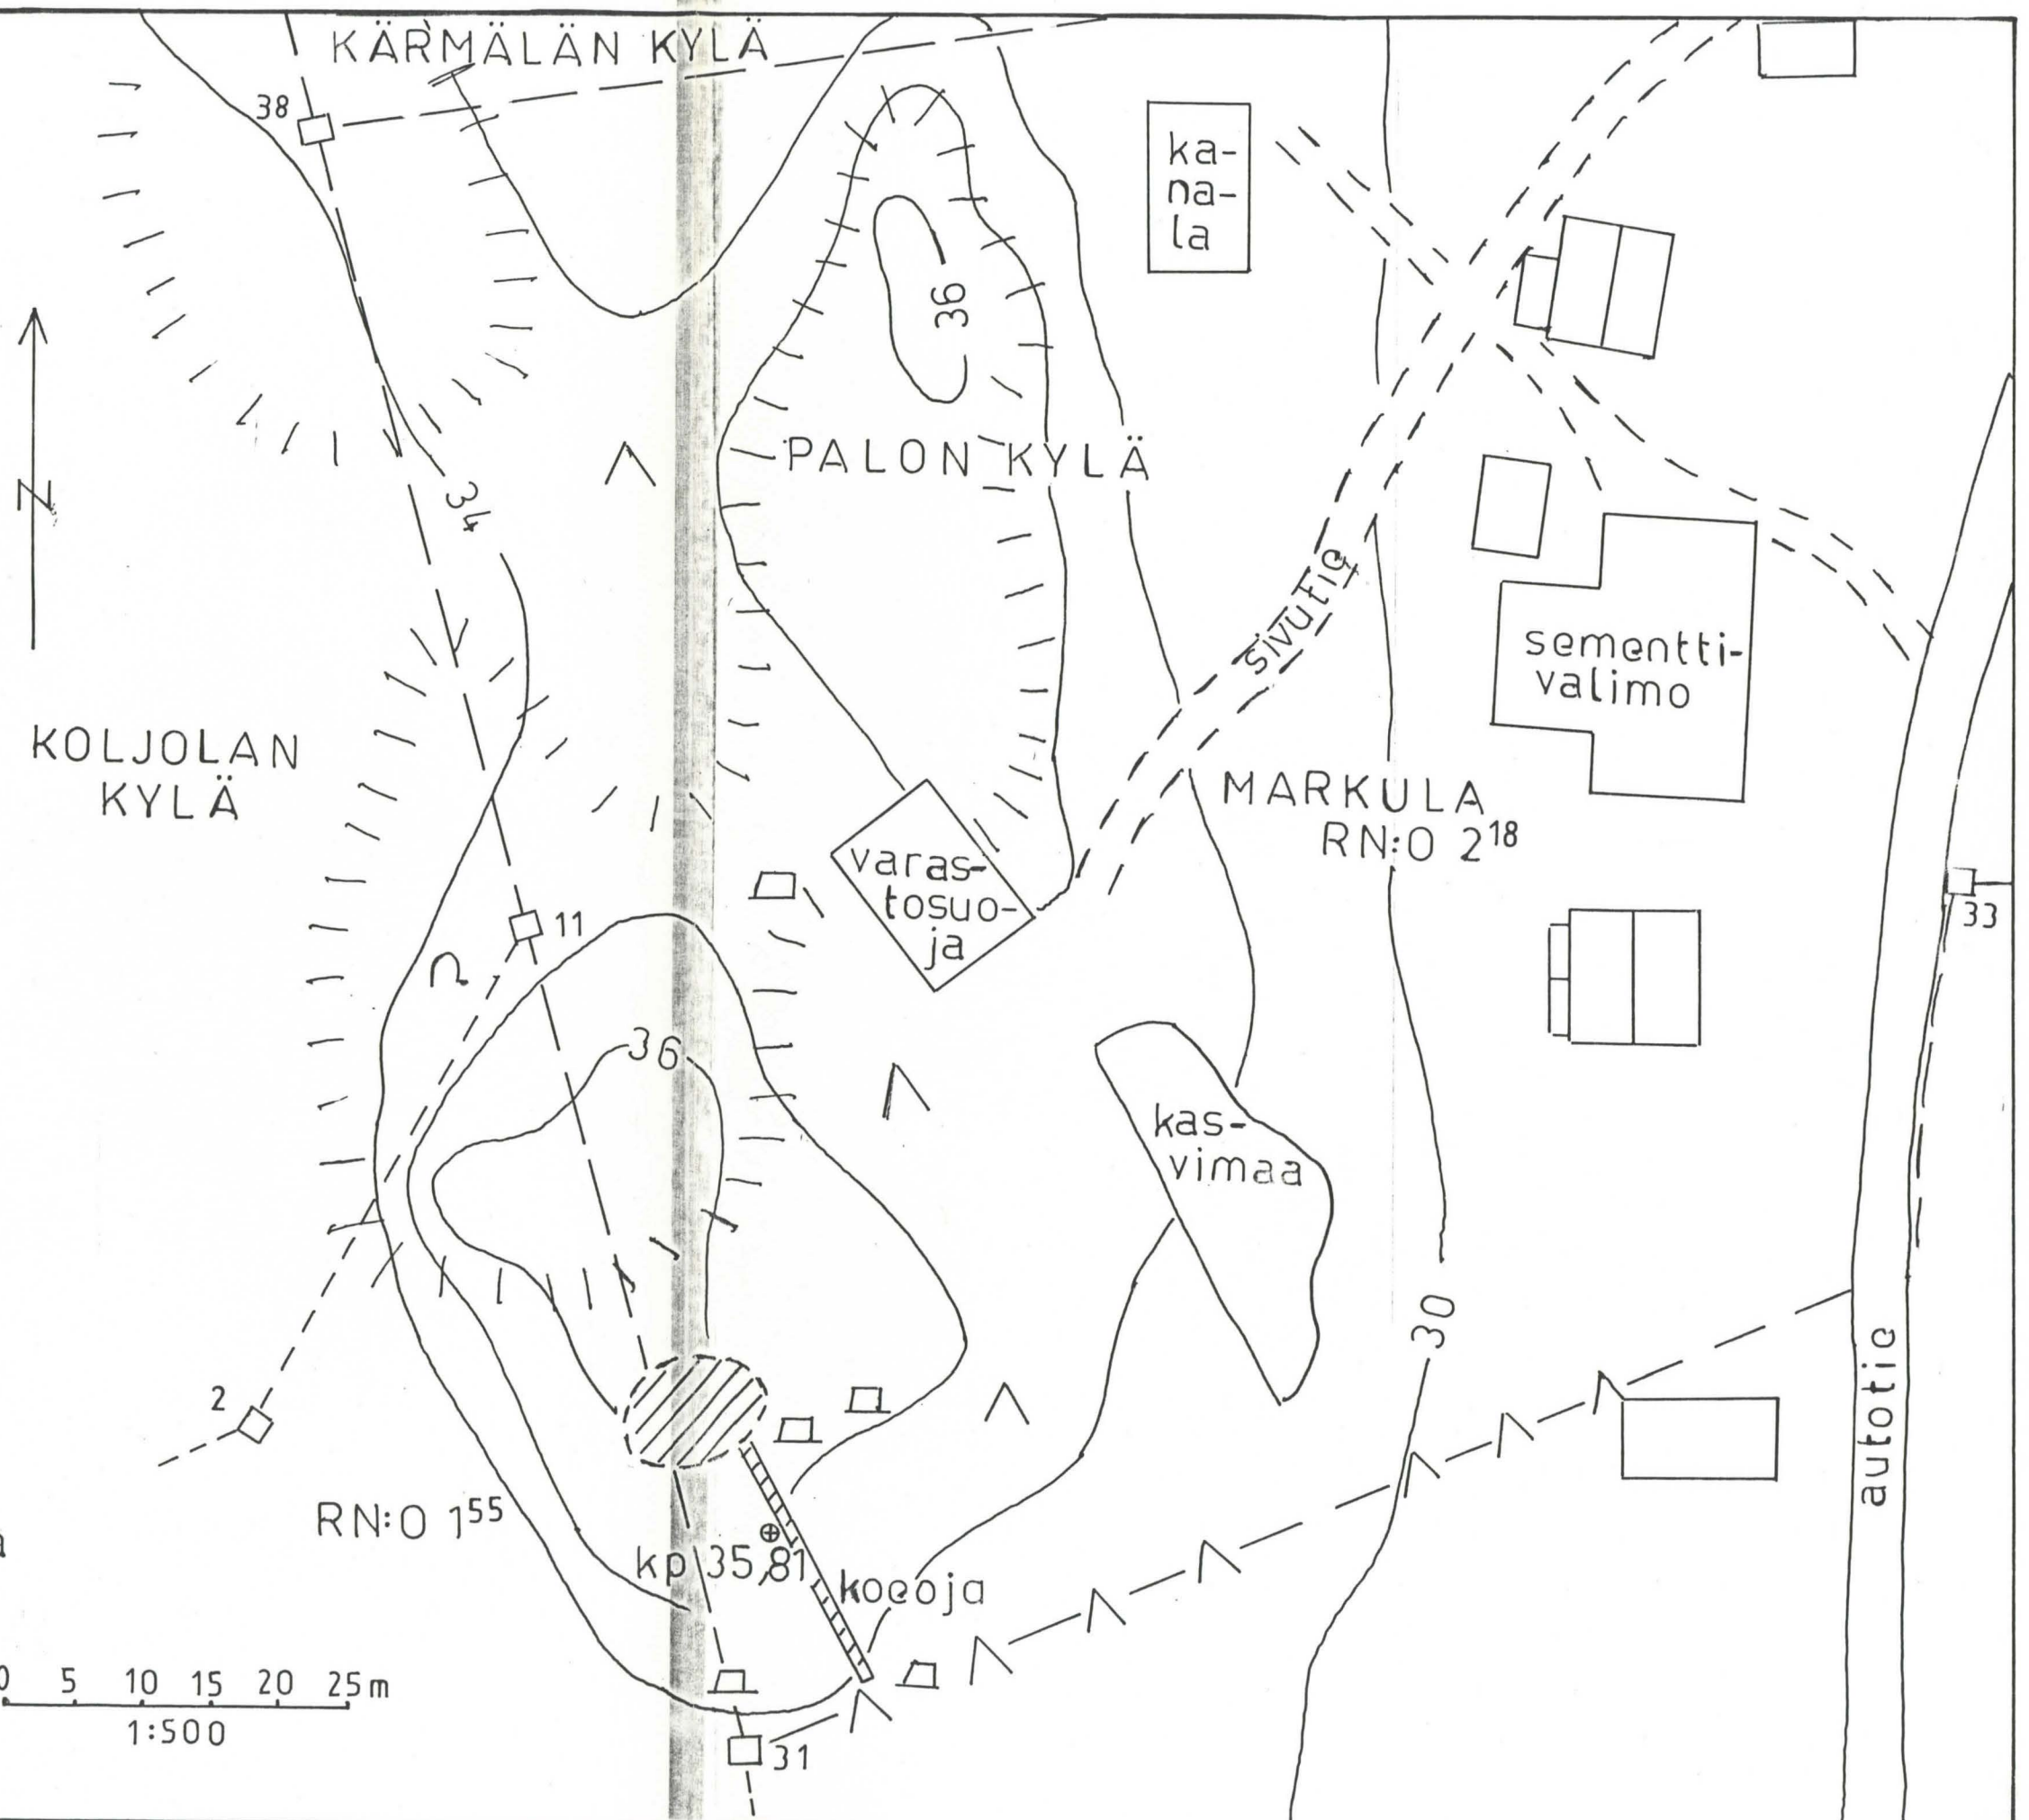 KÄRMÄLÄN KYLÄ
38
ka-
na-
la
36
N
PALON KYLÄ
34
sivutie
sementti-
valimo
KOLJOLAN
KYLÄ
MARKULA
RN:O 2¹⁸
varas-
tosuo-
ja
33
11
36
kas-
vimaa
30
autotie
2
RN:O 1⁵⁵
kp 35,81
koeoja
0 5 10 15 20 25 m
1:500
31